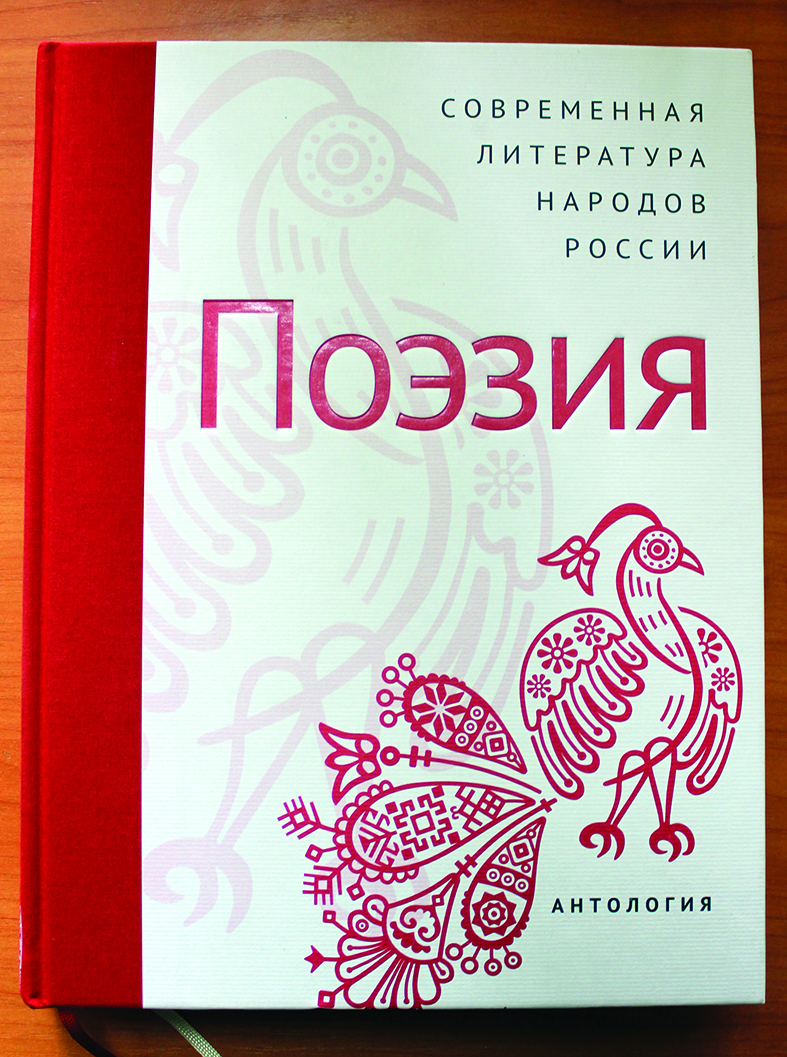 СОВРЕМЕННАЯ
ЛИТЕРАТУРА
НАРОДОВ
РОССИИ
Поэзия
АНТОЛОГИЯ